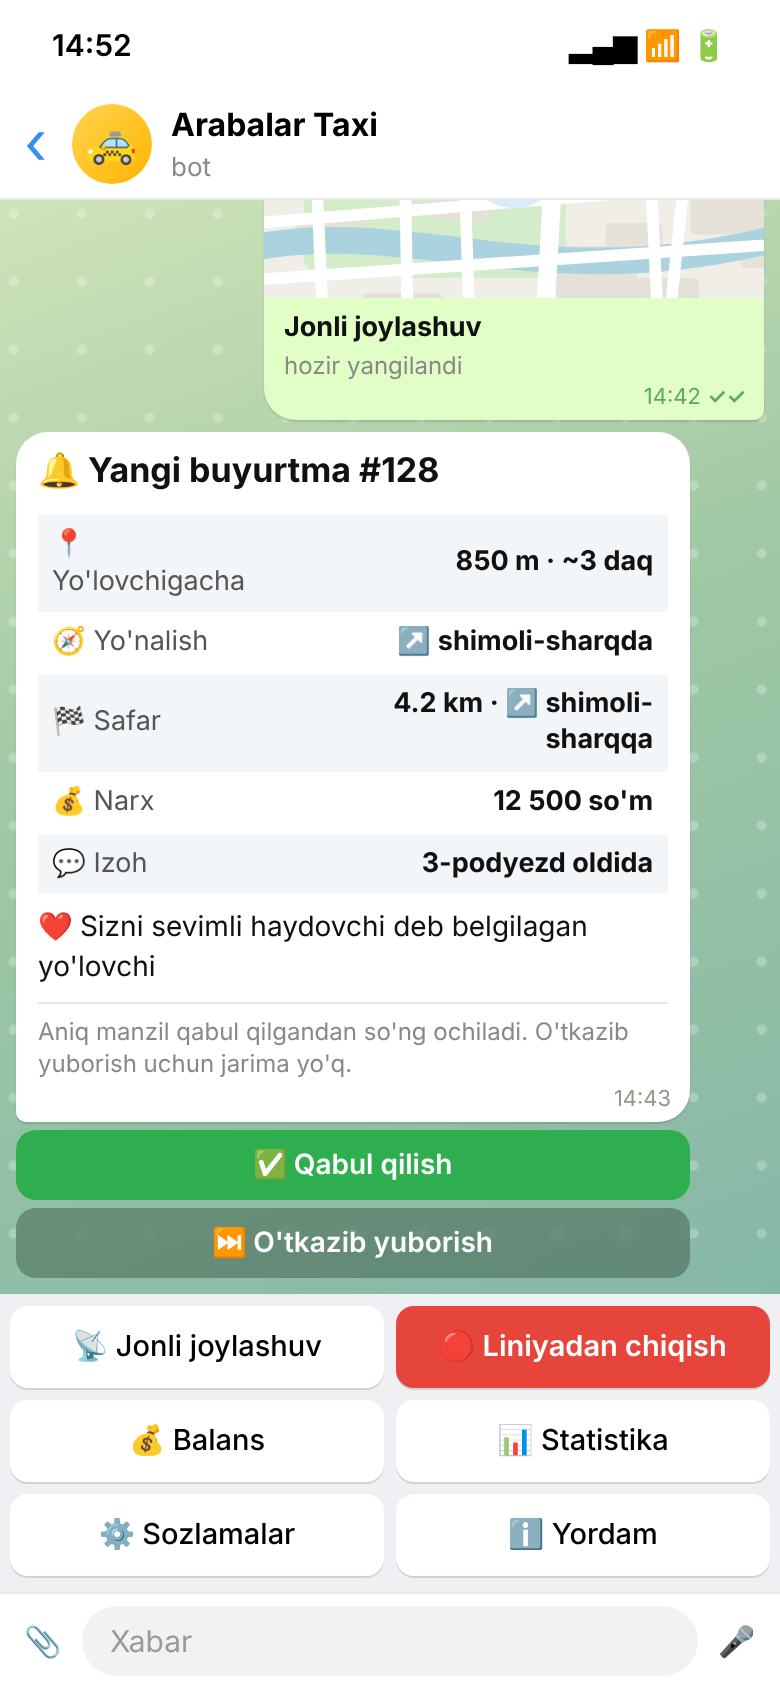 14:52
Arabalar Taxi
bot
Jonli joylashuv
hozir yangilandi
14:42
Yangi buyurtma #128
Yo'lovchigacha
850 m · ~3 daq
Yo'nalish
shimoli-sharqda
Safar
4.2 km · shimoli-
sharqqa
Narx
12 500 so'm
Izoh
3-podyezd oldida
Sizni sevimli haydovchi deb belgilagan
yo'lovchi
Aniq manzil qabul qilgandan so'ng ochiladi. O'tkazib
yuborish uchun jarima yo'q.
14:43
Qabul qilish
O'tkazib yuborish
Jonli joylashuv
Liniyadan chiqish
Balans
Statistika
Sozlamalar
Yordam
Xabar